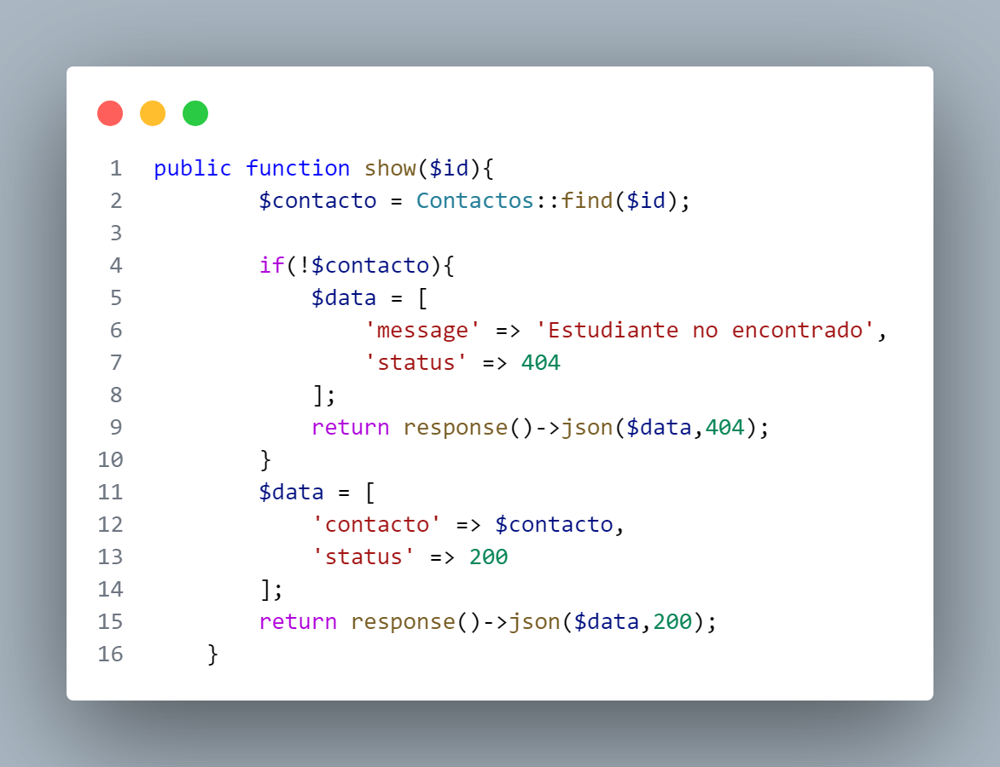 1 public function show($id){
2         $contacto = Contactos::find($id);
3
4         if(!$contacto){
5             $data = [
6                 'message' => 'Estudiante no encontrado',
7                 'status' => 404
8             ];
9             return response()->json($data,404);
10         }
11         $data = [
12             'contacto' => $contacto,
13             'status' => 200
14         ];
15         return response()->json($data,200);
16     }